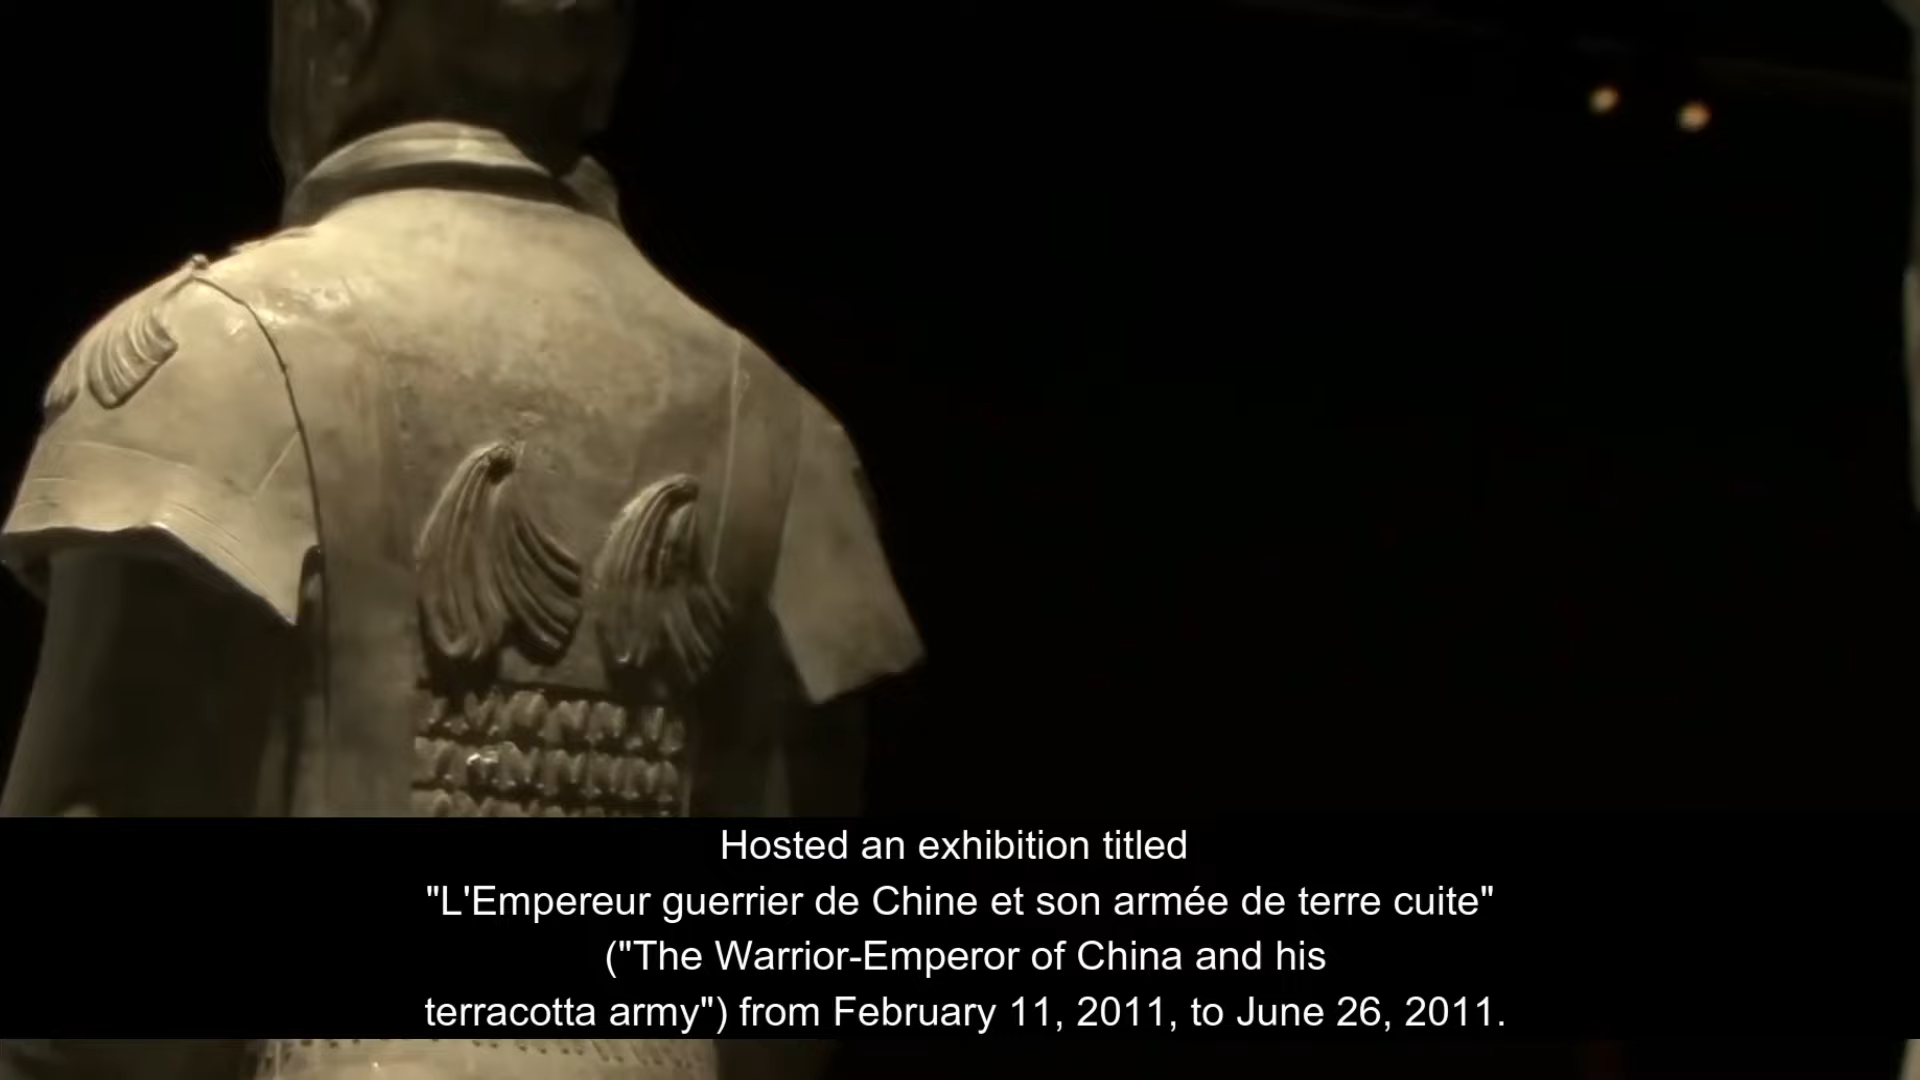 Hosted an exhibition titled
"L'Empereur guerrier de Chine et son armée de terre cuite"
("The Warrior-Emperor of China and his
terracotta army") from February 11, 2011, to June 26, 2011.